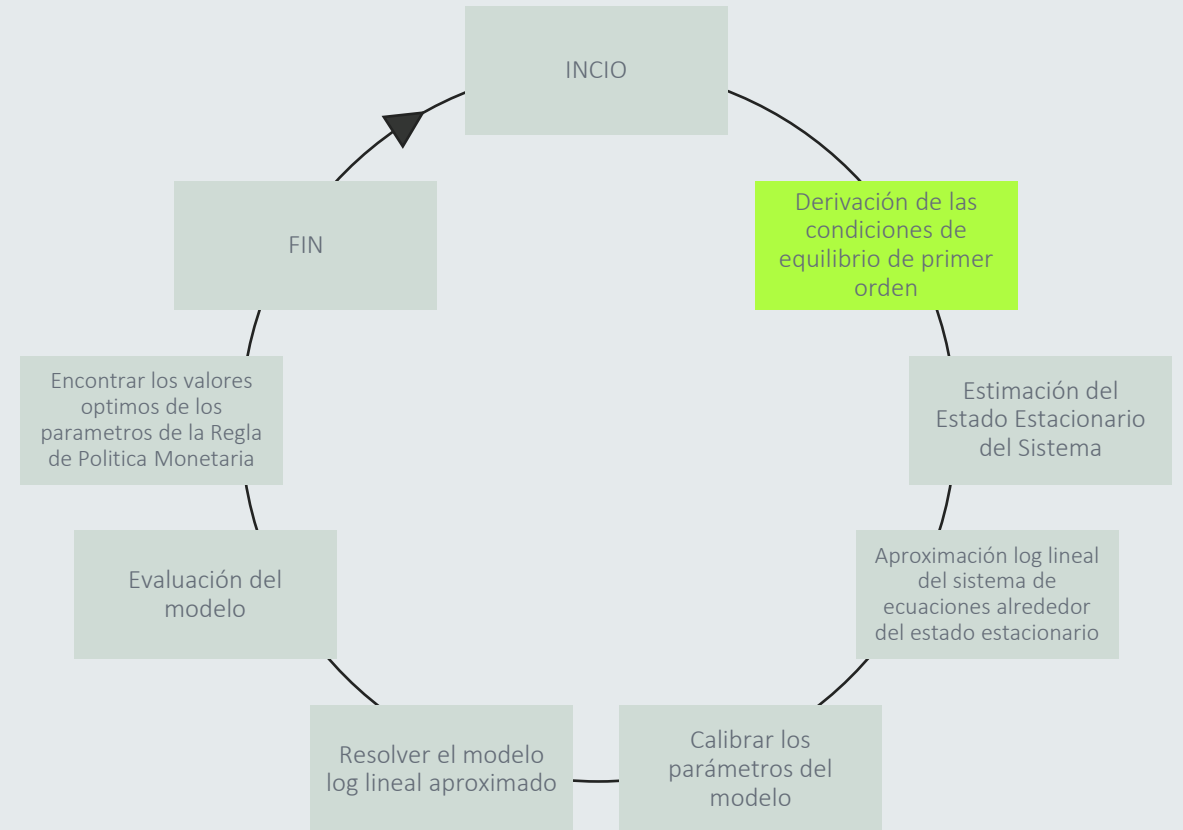 INCIO
Derivación de las
condiciones de
equilibrio de primer
orden
Estimación del
Estado Estacionario
del Sistema
Aproximación log lineal
del sistema de
ecuaciones alrededor
del estado estacionario
Calibrar los
parámetros del
modelo
Resolver el modelo
log lineal aproximado
Evaluación del
modelo
Encontrar los valores
optimos de los
parametros de la Regla
de Politica Monetaria
FIN